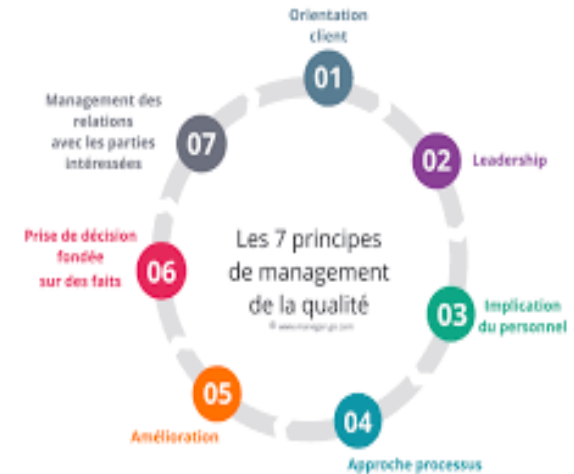 Orientation
client
01
02
Leadership
03
Implication
du personnel
04
Approche processus
05
Amélioration
06
Prise de décision
fondée
sur des faits
07
Management des
relations
avec les parties
intéressées
Les 7 principes
de management
de la qualité